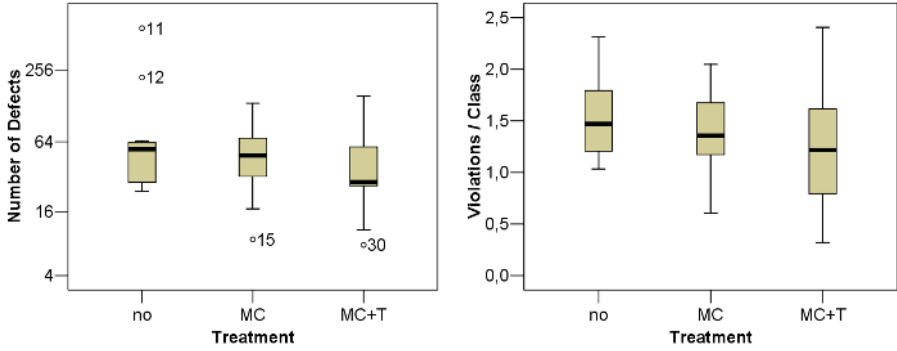 Number of Defects
256
64
16
4
11
12
15
30
no MC MC+T
Treatment
Violations / Class
2,5
2,0
1,5
1,0
0,5
0,0
no MC MC+T
Treatment